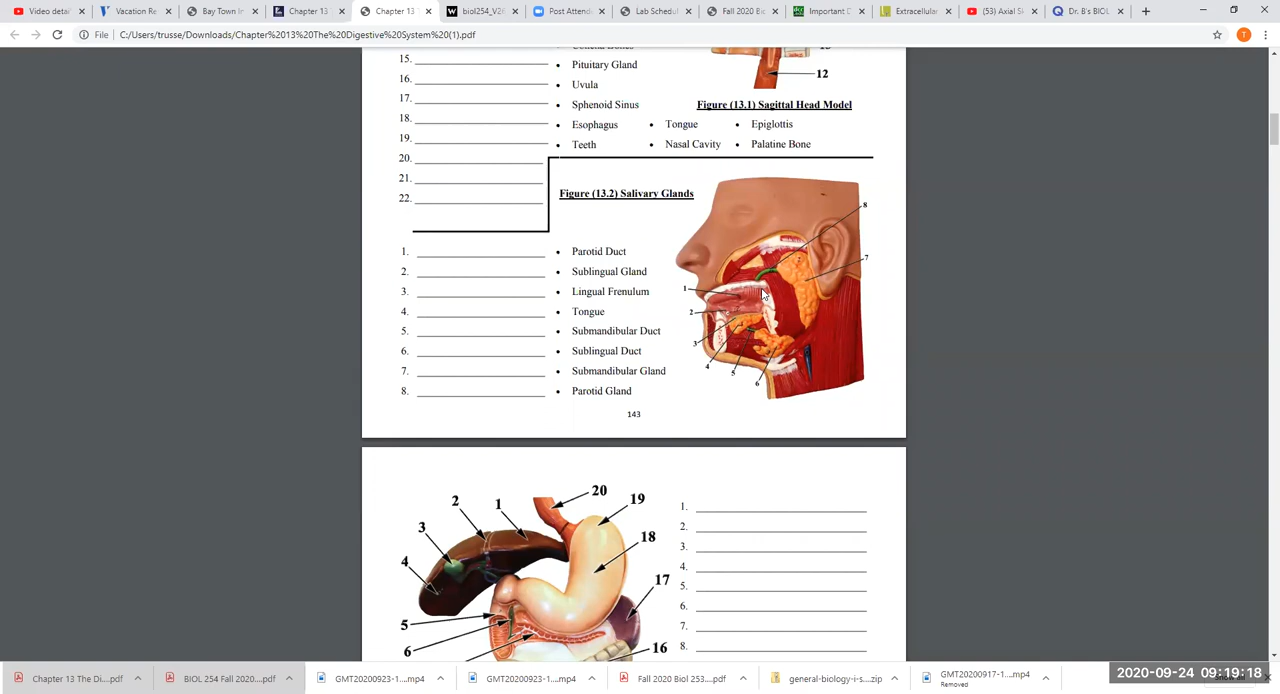 Video detai
Vacation Re
Bay Town In
Chapter 13
Chapter 13
biol254_V2
Post Attend
Lab Schedul
Fall 2020 Bi
Important D
Extracellula
(53) Axial Sk
Dr. B's BIOL
File C:/Users/trusse/Downloads/Chapter%2013%20The%20Digestive%20System%20(1).pdf
T
15.
16.
17.
18.
19.
20.
21.
22.
Concha Bones
• Pituitary Gland
• Uvula
• Sphenoid Sinus
• Esophagus • Tongue • Epiglottis
• Teeth • Nasal Cavity • Palatine Bone
12
Figure (13.1) Sagittal Head Model
Figure (13.2) Salivary Glands
1. • Parotid Duct
2. • Sublingual Gland
3. • Lingual Frenulum
4. • Tongue
5. • Submandibular Duct
6. • Sublingual Duct
7. • Submandibular Gland
8. • Parotid Gland
8
7
1
2
3
4
5
6
143
20
19
18
17
16
2
1
3
4
5
6
1.
2.
3.
4.
5.
6.
7.
8.
Chapter 13 The Di....pdf
BIOL 254 Fall 2020....pdf
GMT20200923-1....mp4
GMT20200923-1....mp4
Fall 2020 Biol 253....pdf
general-biology-i-s....zip
GMT20200917-1....mp4
Removed
2020-09-24 09:19:18